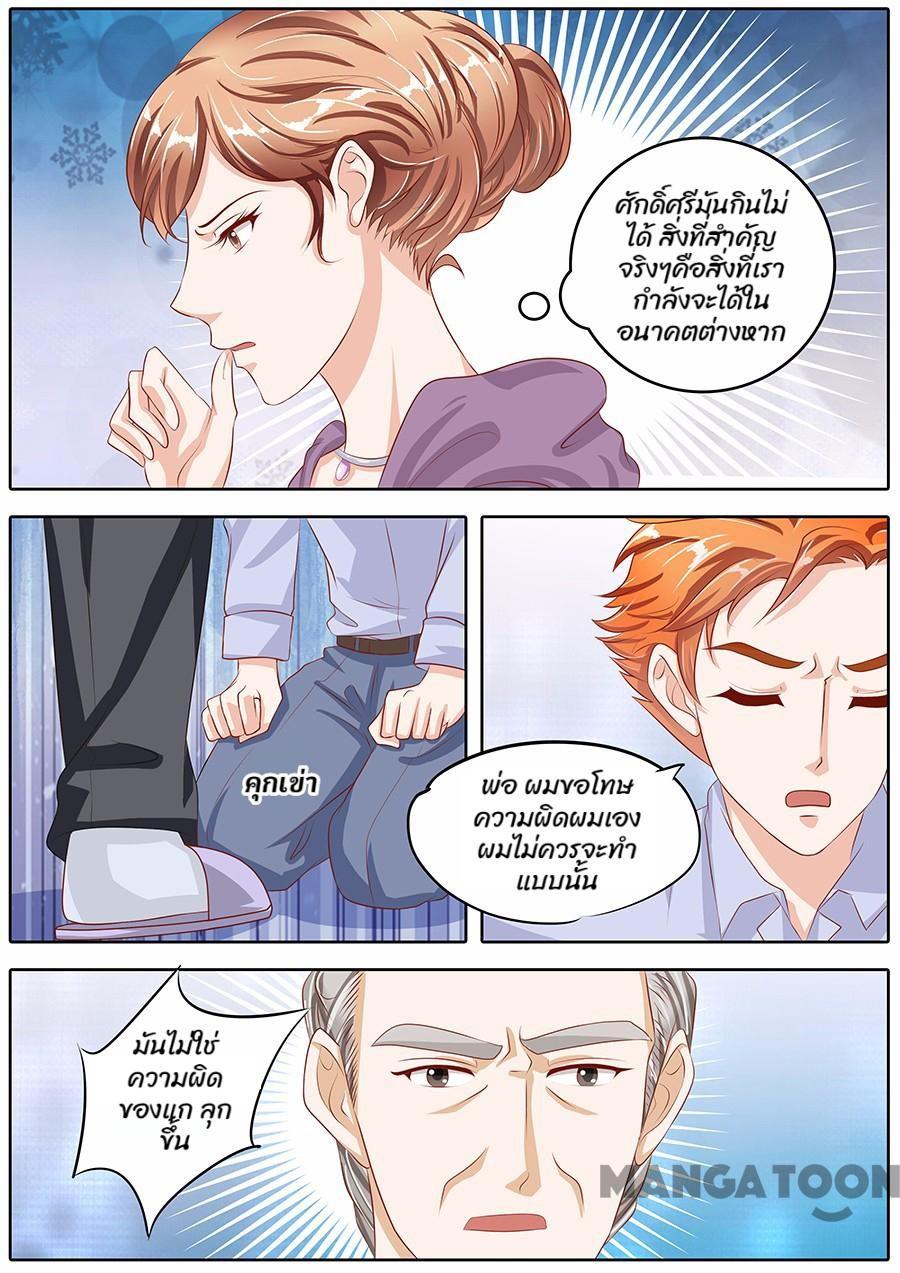 ศักดิ์ศรีมันกินไม่
ได้ สิ่งที่สำคัญ
จริงๆคือสิ่งที่เรา
กำลังจะได้ใน
อนาคตต่างหาก
คุกเข่า
พ่อ ผมขอโทษ
ความผิดผมเอง
ผมไม่ควรจะทำ
แบบนั้น
มันไม่ใช่
ความผิด
ของแก ลุก
ขึ้น
MANGATOON